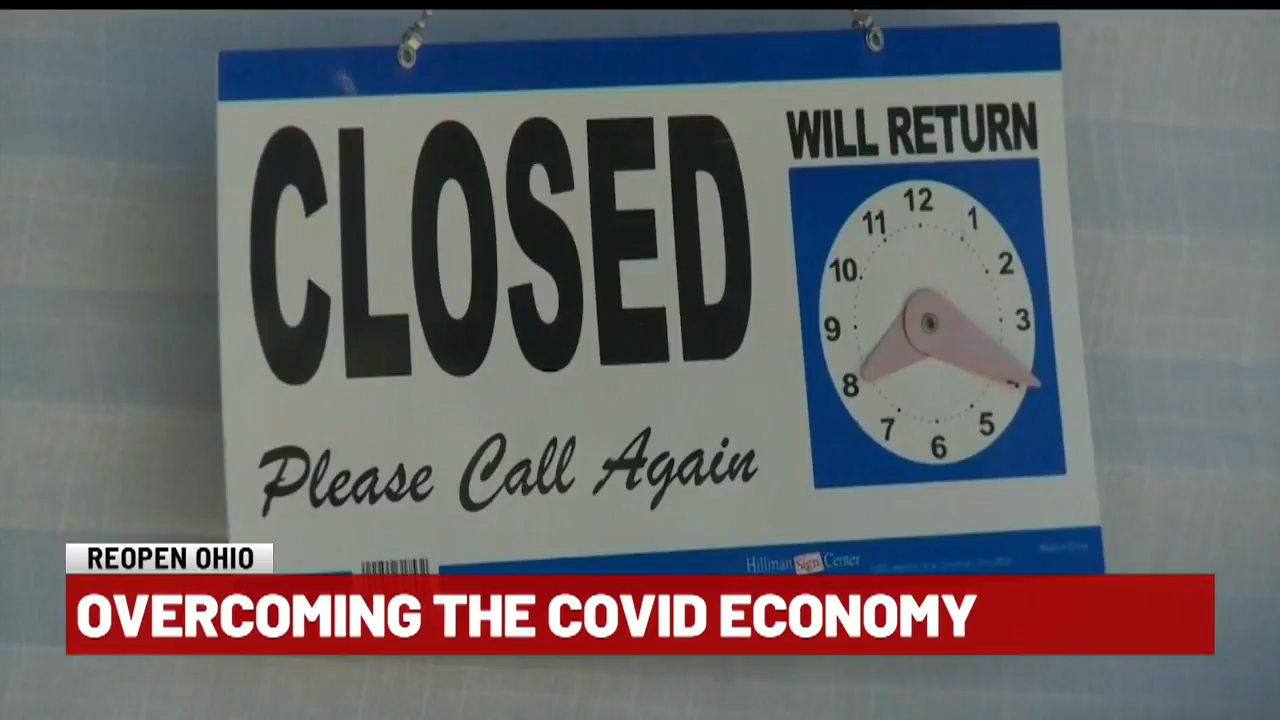 CLOSED
Please Call Again
WILL RETURN
12
1
2
3
4
5
6
7
8
9
10
11
Hillman Sign Center
REOPEN OHIO
OVERCOMING THE COVID ECONOMY